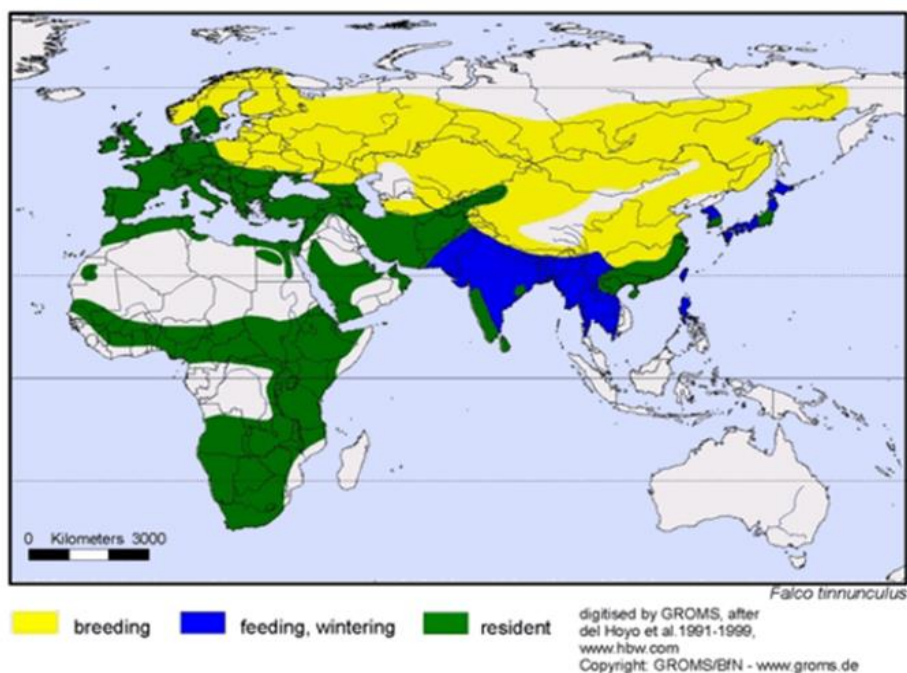 0 Kilometers 3000
Falco tinnunculus
breeding
feeding, wintering
resident
digitised by GROMS, after
del Hoyo et al.1991-1999,
www.hbw.com
Copyright: GROMS/BfN - www.groms.de